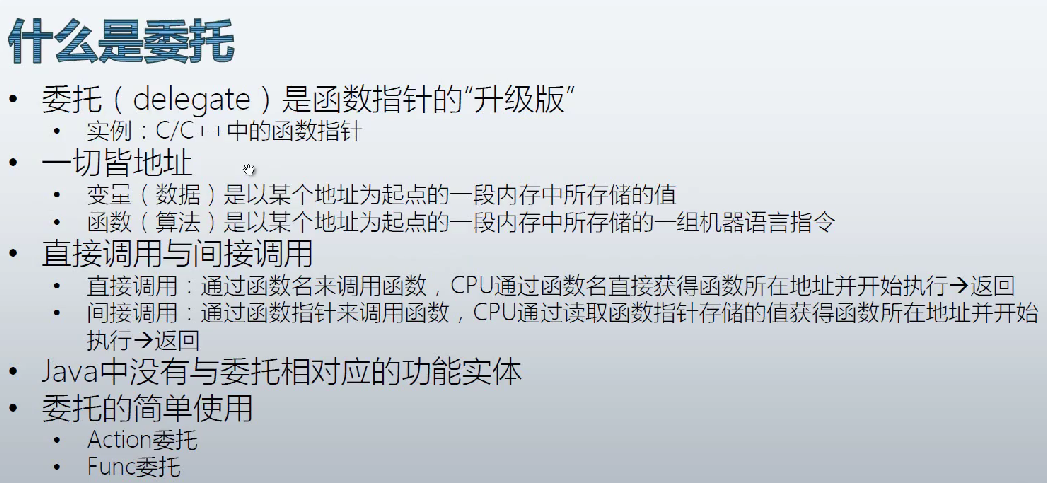 什么是委托
• 委托（delegate）是函数指针的“升级版”
• 实例：C/C++中的函数指针
• 一切皆地址
• 变量（数据）是以某个地址为起点的一段内存中所存储的值
• 函数（算法）是以某个地址为起点的一段内存中所存储的一组机器语言指令
• 直接调用与间接调用
• 直接调用：通过函数名来调用函数，CPU通过函数名直接获得函数所在地址并开始执行→返回
• 间接调用：通过函数指针来调用函数，CPU通过读取函数指针存储的值获得函数所在地址并开始
执行→返回
• Java中没有与委托相对应的功能实体
• 委托的简单使用
• Action委托
• Func委托